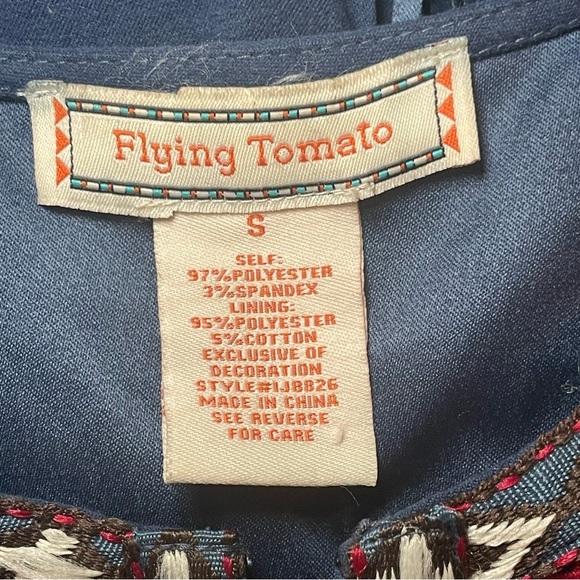 Flying Tomato
S
SELF:
97%POLYESTER
3%SPANDEX
LINING:
95%POLYESTER
5%COTTON
EXCLUSIVE OF
DECORATION
STYLE#IJ8826
MADE IN CHINA
SEE REVERSE
FOR CARE